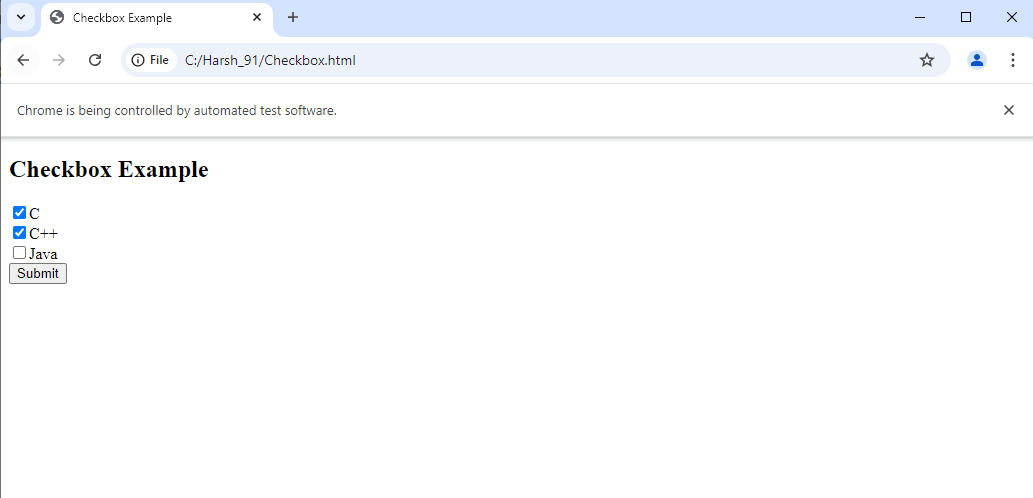 Checkbox Example
File C:/Harsh_91/Checkbox.html
Chrome is being controlled by automated test software.
Checkbox Example
C
C++
Java
Submit